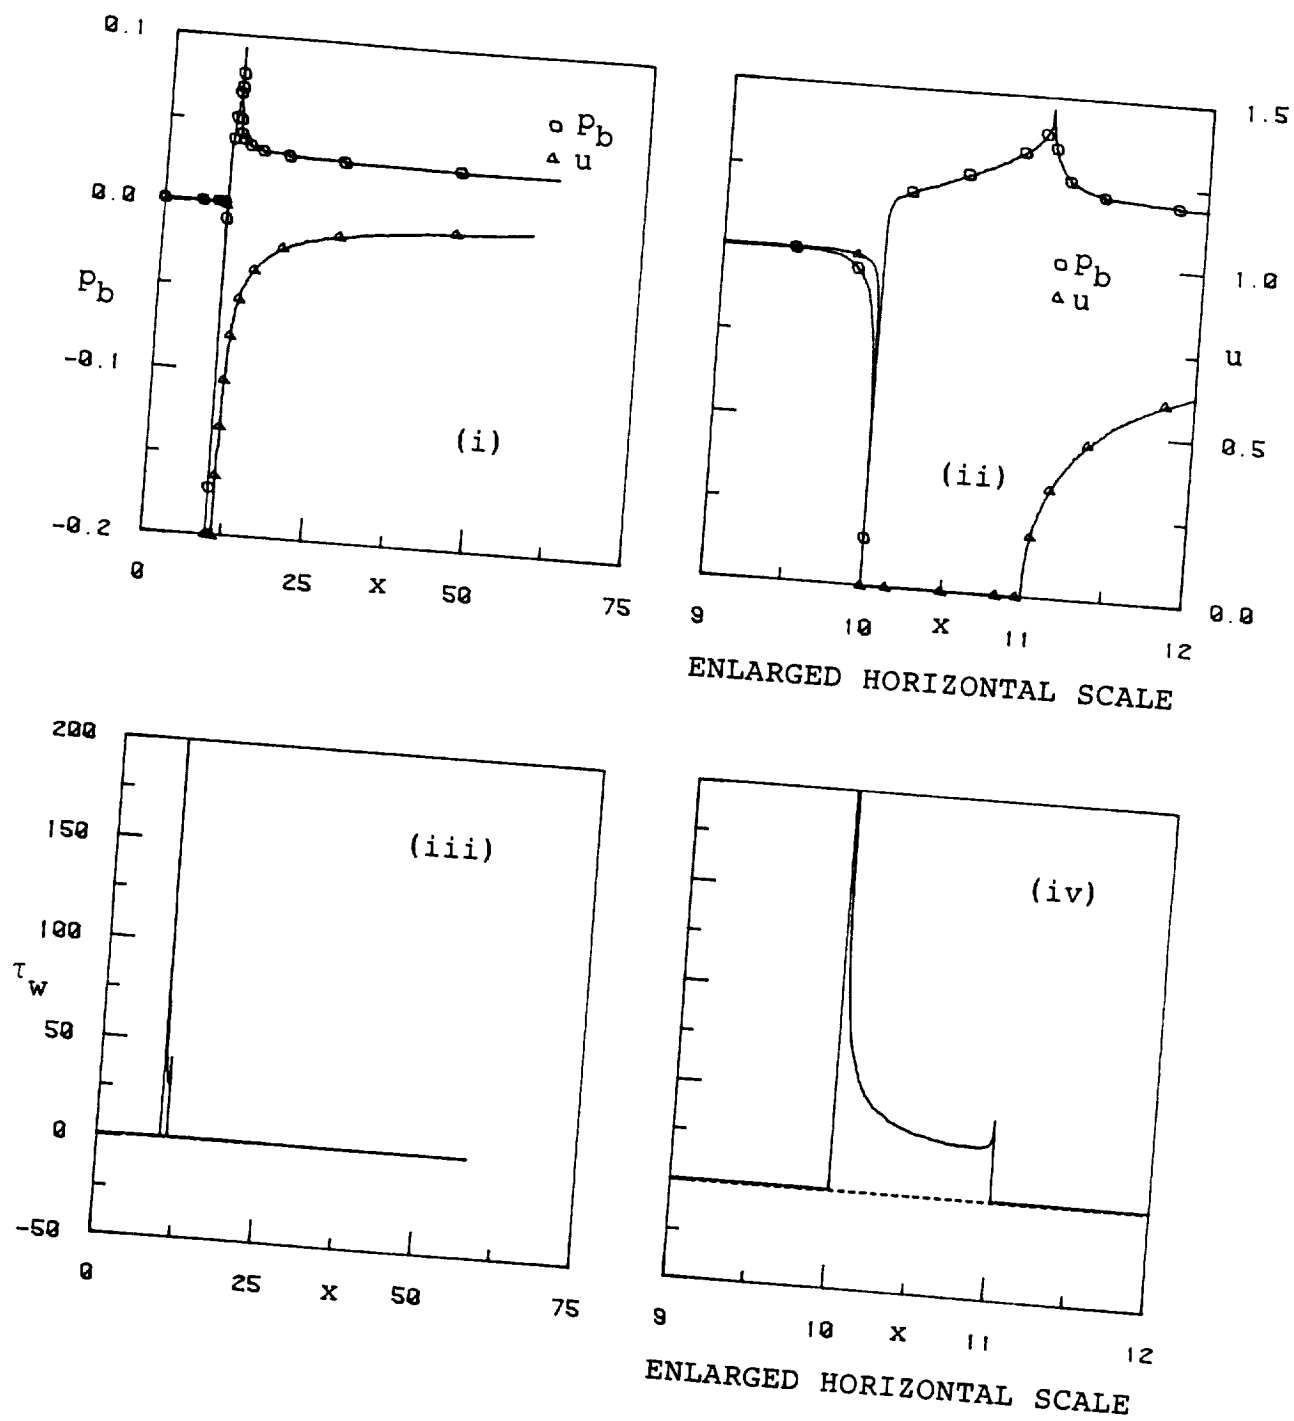 0.1
0.0
p_b
-0.1
-0.2
p_b
u
(i)
0
25
x
50
75
1.5
1.0
u
0.5
0.0
p_b
u
(ii)
9
10
x
11
12
ENLARGED HORIZONTAL SCALE
200
150
100
τ_w
50
0
-50
(iii)
0
25
x
50
75
(iv)
9
10
x
11
12
ENLARGED HORIZONTAL SCALE